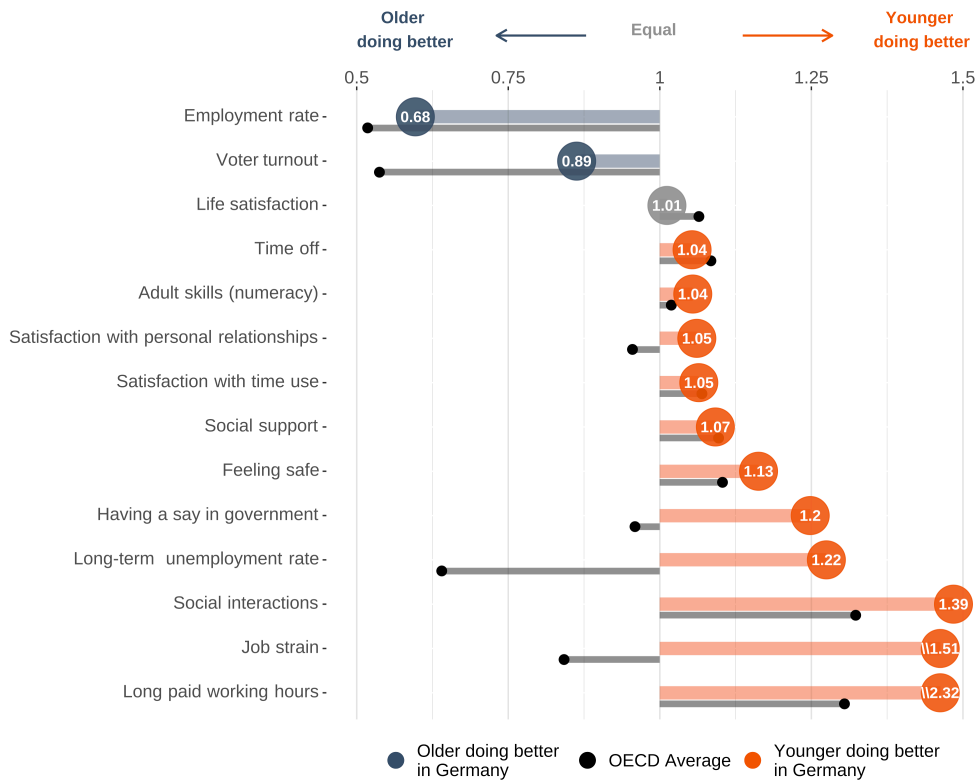 Older
doing better
Equal
Younger
doing better
0.5 0.75 1 1.25 1.5
Employment rate 0.68
Voter turnout 0.89
Life satisfaction 1.01
Time off 1.04
Adult skills (numeracy) 1.04
Satisfaction with personal relationships 1.05
Satisfaction with time use 1.05
Social support 1.07
Feeling safe 1.13
Having a say in government 1.2
Long-term unemployment rate 1.22
Social interactions 1.39
Job strain \\1.51
Long paid working hours \\2.32
Older doing better
in Germany
OECD Average
Younger doing better
in Germany